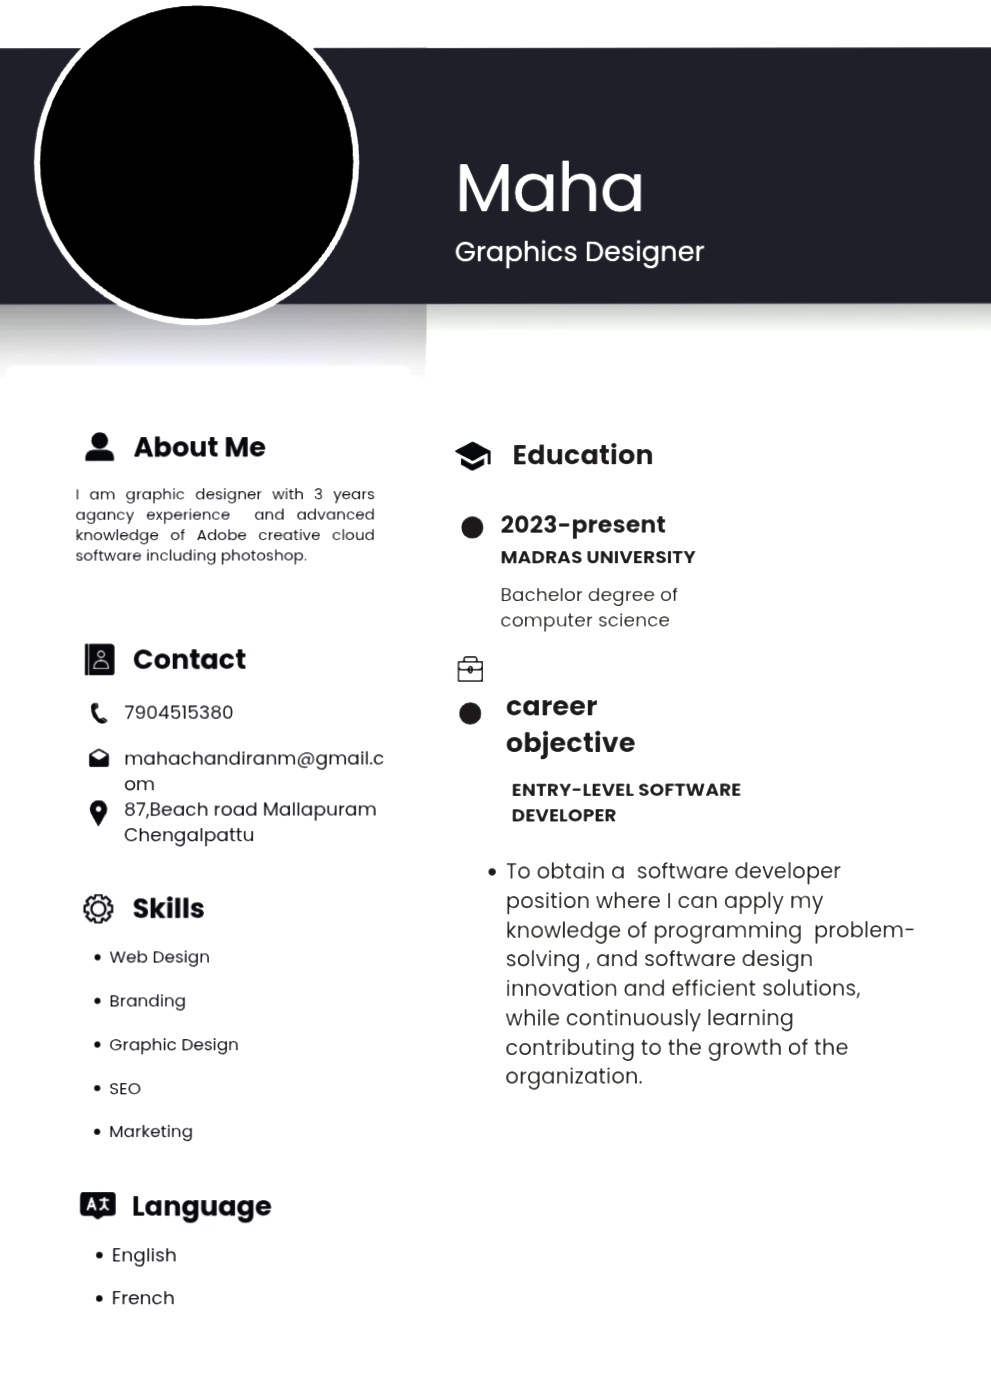 Maha
Graphics Designer
About Me
I am graphic designer with 3 years
agancy experience and advanced
knowledge of Adobe creative cloud
software including photoshop.
Contact
7904515380
mahachandiranm@gmail.c
om
87,Beach road Mallapuram
Chengalpattu
Skills
• Web Design
• Branding
• Graphic Design
• SEO
• Marketing
Language
• English
• French
Education
2023-present
MADRAS UNIVERSITY
Bachelor degree of
computer science
career
objective
ENTRY-LEVEL SOFTWARE
DEVELOPER
• To obtain a software developer
position where I can apply my
knowledge of programming problem-
solving , and software design
innovation and efficient solutions,
while continuously learning
contributing to the growth of the
organization.